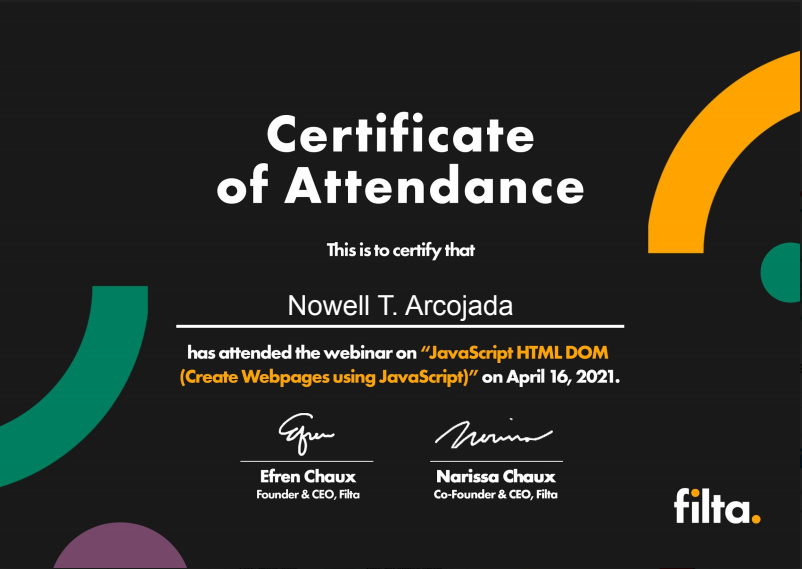 Certificate
of Attendance
This is to certify that
Nowell T. Arcojada
has attended the webinar on “JavaScript HTML DOM
(Create Webpages using JavaScript)” on April 16, 2021.
Efren
Narissa
Efren Chaux
Narissa Chaux
Founder & CEO, Filta
Co-Founder & CEO, Filta
filta.